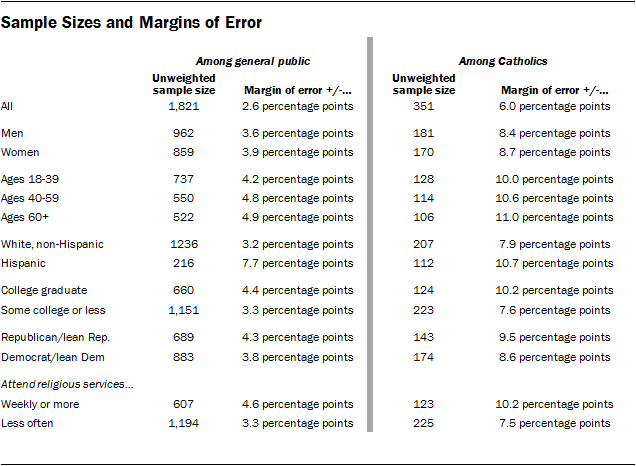 Sample Sizes and Margins of Error
Among general public Among Catholics
Unweighted sample size Margin of error +/-... Unweighted sample size Margin of error +/-...
All 1,821 2.6 percentage points 351 6.0 percentage points
Men 962 3.6 percentage points 181 8.4 percentage points
Women 859 3.9 percentage points 170 8.7 percentage points
Ages 18-39 737 4.2 percentage points 128 10.0 percentage points
Ages 40-59 550 4.8 percentage points 114 10.6 percentage points
Ages 60+ 522 4.9 percentage points 106 11.0 percentage points
White, non-Hispanic 1236 3.2 percentage points 207 7.9 percentage points
Hispanic 216 7.7 percentage points 112 10.7 percentage points
College graduate 660 4.4 percentage points 124 10.2 percentage points
Some college or less 1,151 3.3 percentage points 223 7.6 percentage points
Republican/lean Rep. 689 4.3 percentage points 143 9.5 percentage points
Democrat/lean Dem 883 3.8 percentage points 174 8.6 percentage points
Attend religious services...
Weekly or more 607 4.6 percentage points 123 10.2 percentage points
Less often 1,194 3.3 percentage points 225 7.5 percentage points